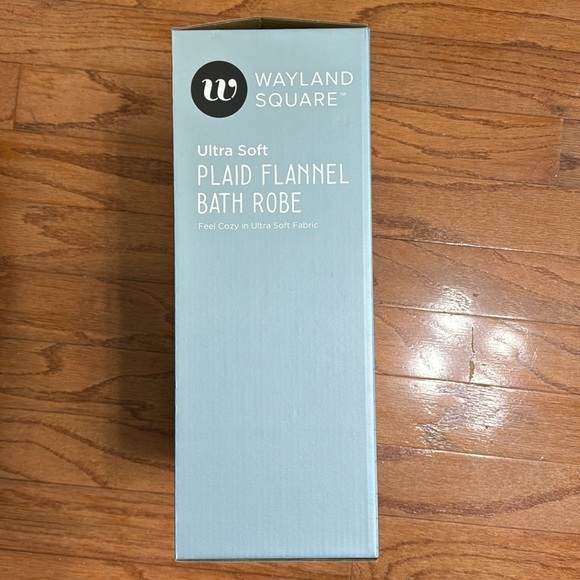 w
WAYLAND
SQUARE™
Ultra Soft
PLAID FLANNEL
BATH ROBE
Feel Cozy in Ultra Soft Fabric